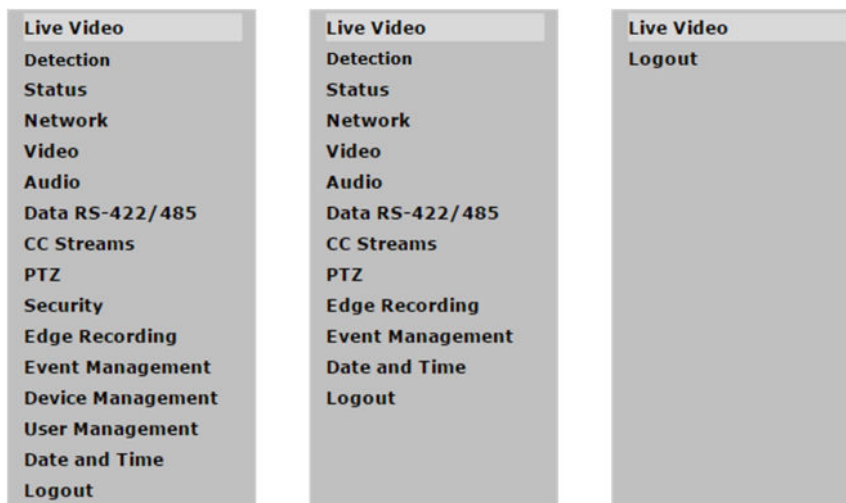 Live Video
Detection
Status
Network
Video
Audio
Data RS-422/485
CC Streams
PTZ
Security
Edge Recording
Event Management
Device Management
User Management
Date and Time
Logout
Live Video
Detection
Status
Network
Video
Audio
Data RS-422/485
CC Streams
PTZ
Edge Recording
Event Management
Date and Time
Logout
Live Video
Logout